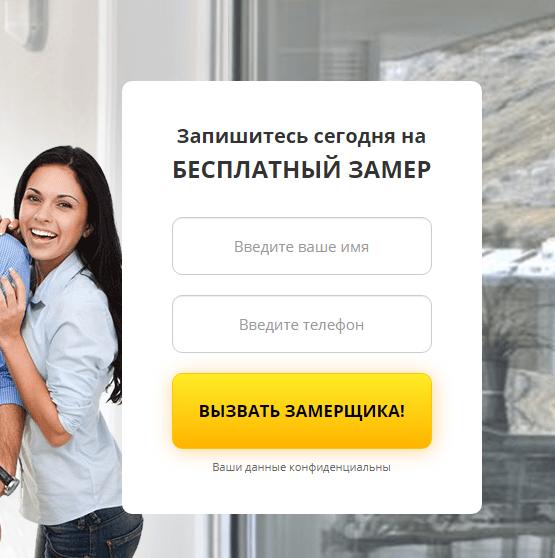 Запишитесь сегодня на
БЕСПЛАТНЫЙ ЗАМЕР
Введите ваше имя
Введите телефон
ВЫЗВАТЬ ЗАМЕРЩИКА!
Ваши данные конфиденциальны